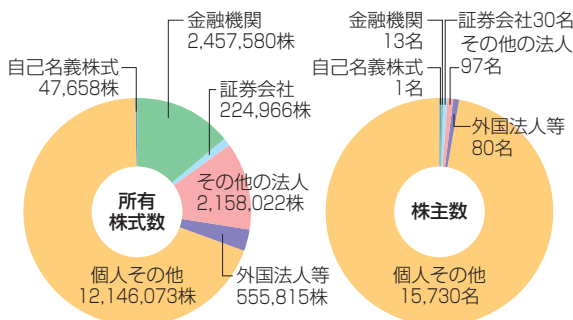 金融機関
2,457,580株
自己名義株式
47,658株
証券会社
224,966株
その他の法人
2,158,022株
所有
株式数
個人その他
12,146,073株
外国法人等
555,815株
金融機関
13名
証券会社30名
その他の法人
97名
自己名義株式
1名
外国法人等
80名
株主数
個人その他
15,730名